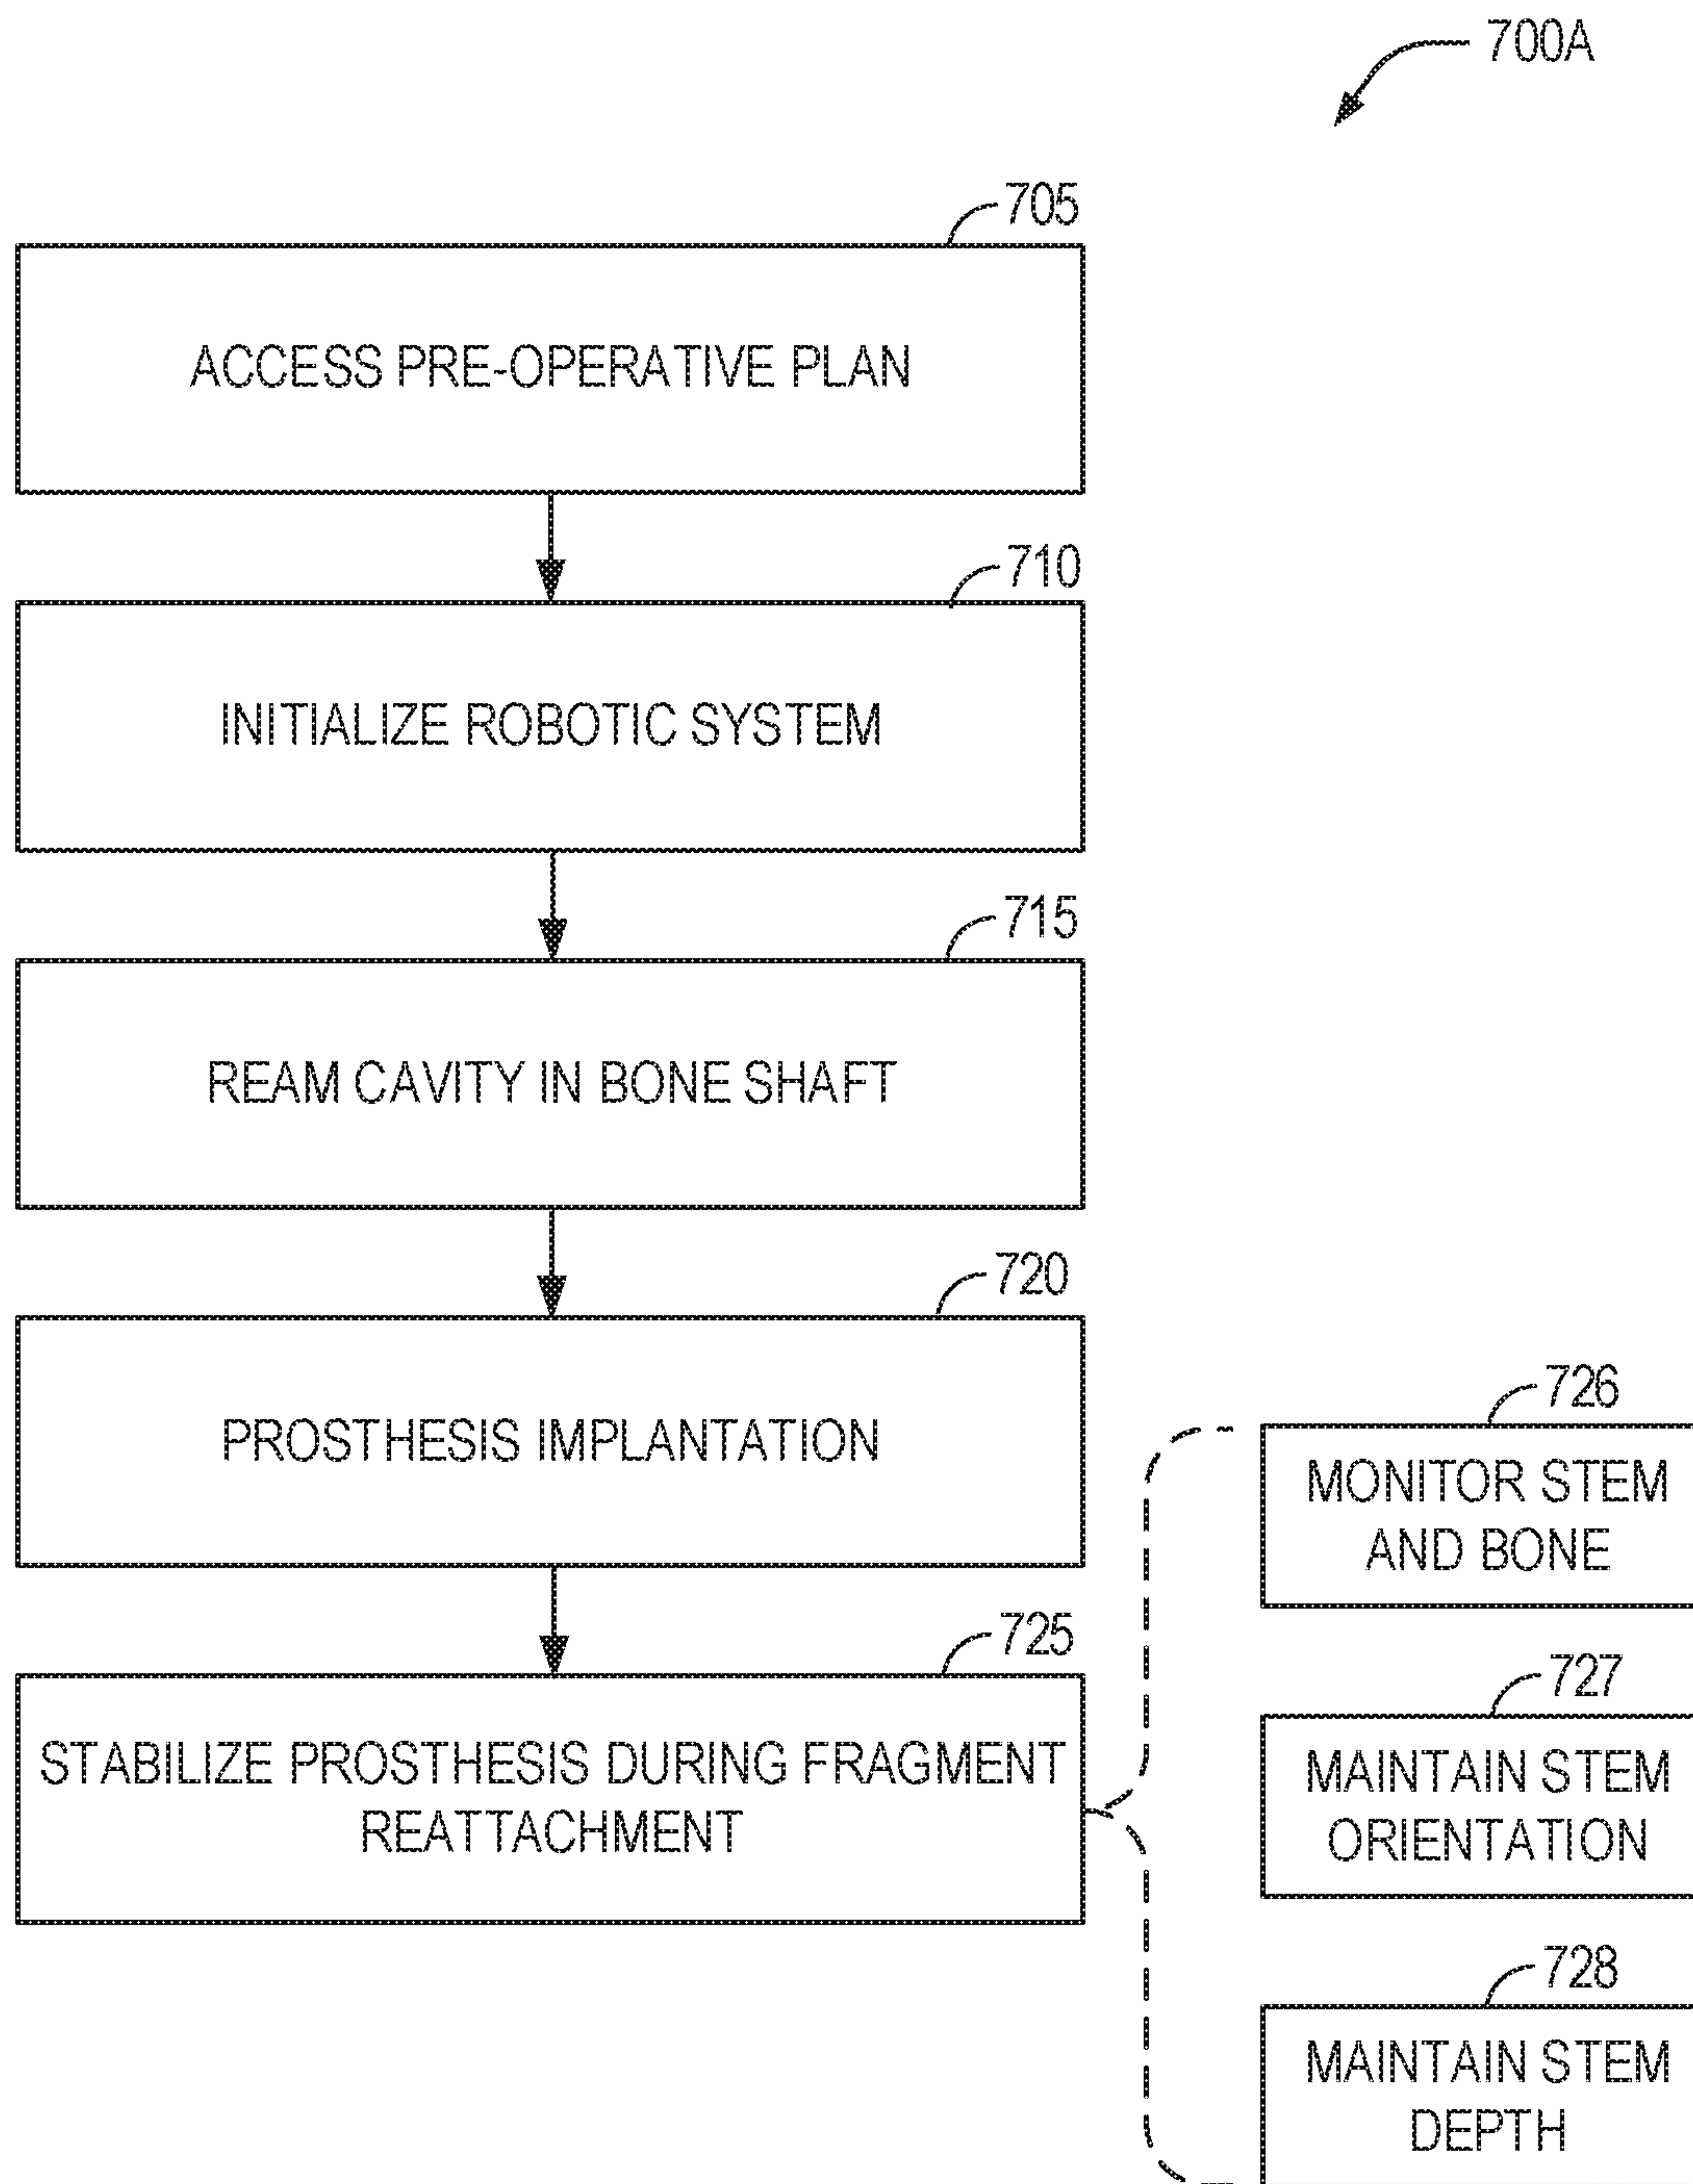 700A
705
ACCESS PRE-OPERATIVE PLAN
710
INITIALIZE ROBOTIC SYSTEM
715
REAM CAVITY IN BONE SHAFT
720
PROSTHESIS IMPLANTATION
725
STABILIZE PROSTHESIS DURING FRAGMENT
REATTACHMENT
726
MONITOR STEM
AND BONE
727
MAINTAIN STEM
ORIENTATION
728
MAINTAIN STEM
DEPTH